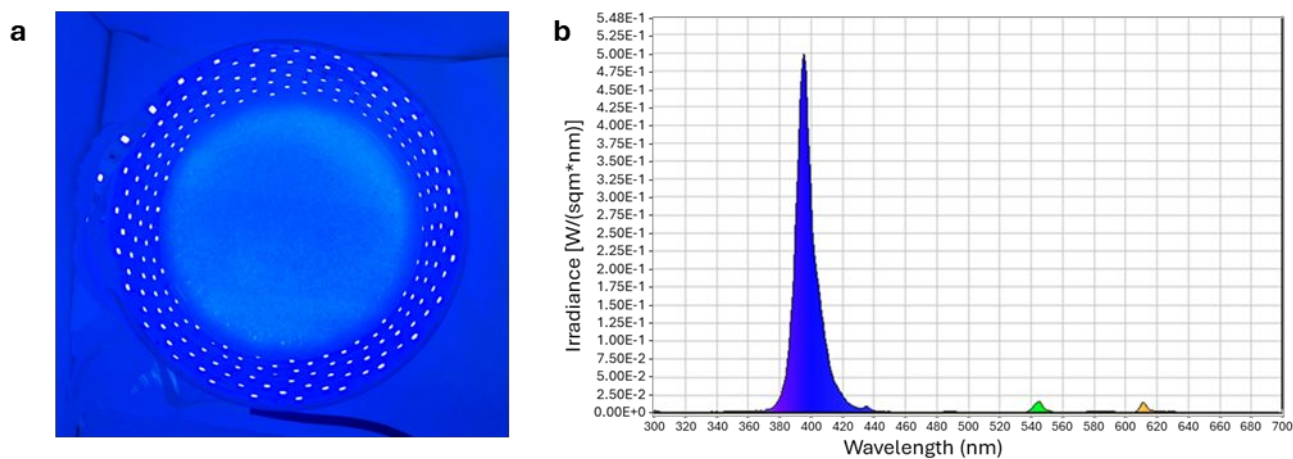 a
b
5.48E-1
5.25E-1
5.00E-1
4.75E-1
4.50E-1
4.25E-1
4.00E-1
3.75E-1
3.50E-1
3.25E-1
3.00E-1
2.75E-1
2.50E-1
2.25E-1
2.00E-1
1.75E-1
1.50E-1
1.25E-1
1.00E-1
7.50E-2
5.00E-2
2.50E-2
0.00E+0
Irradiance [W/(sqm*nm)]
300 320 340 360 380 400 420 440 460 480 500 520 540 560 580 600 620 640 660 680 700
Wavelength (nm)